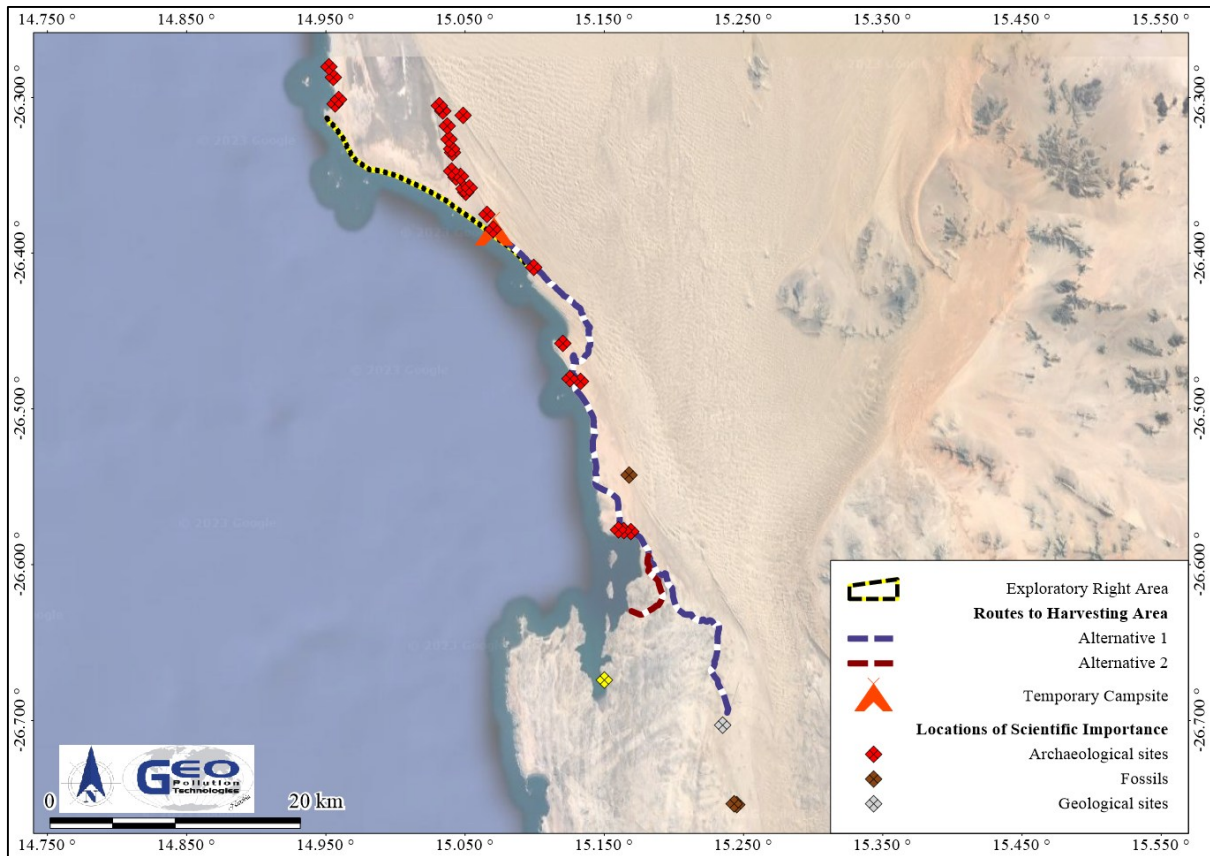 14.750 °
14.850 °
14.950 °
15.050 °
15.150 °
15.250 °
15.350 °
15.450 °
15.550 °
-26.300 °
-26.400 °
-26.500 °
-26.600 °
-26.700 °
-26.300 °
-26.400 °
-26.500 °
-26.600 °
-26.700 °
© 2023 Google
© 2023 Google
© 2023 Google
Exploratory Right Area
Routes to Harvesting Area
Alternative 1
Alternative 2
Temporary Campsite
Locations of Scientific Importance
Archaeological sites
Fossils
Geological sites
GEO
Pollution
Technologies
0
20 km
14.750 °
14.850 °
14.950 °
15.050 °
15.150 °
15.250 °
15.350 °
15.450 °
15.550 °